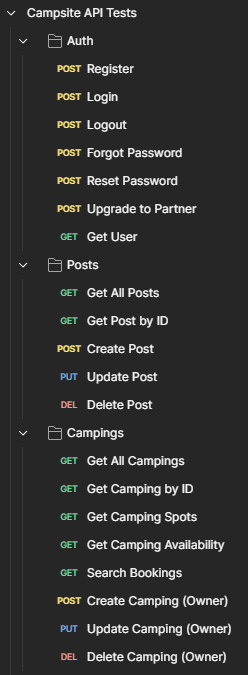 Campsite API Tests
Auth
POST Register
POST Login
POST Logout
POST Forgot Password
POST Reset Password
POST Upgrade to Partner
GET Get User
Posts
GET Get All Posts
GET Get Post by ID
POST Create Post
PUT Update Post
DEL Delete Post
Campings
GET Get All Campings
GET Get Camping by ID
GET Get Camping Spots
GET Get Camping Availability
GET Search Bookings
POST Create Camping (Owner)
PUT Update Camping (Owner)
DEL Delete Camping (Owner)